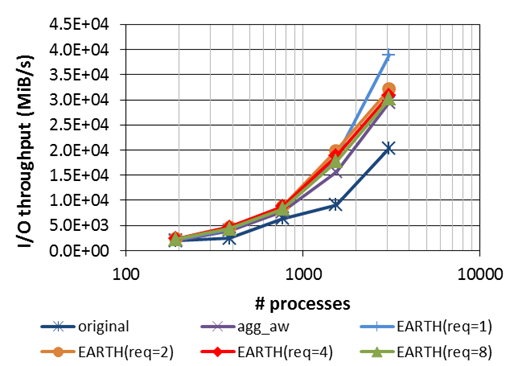 4.5E+04
4.0E+04
3.5E+04
3.0E+04
2.5E+04
2.0E+04
1.5E+04
1.0E+04
5.0E+03
0.0E+00
I/O throughput (MiB/s)
100 1000 10000
# processes
original agg_aw EARTH(req=1)
EARTH(req=2) EARTH(req=4) EARTH(req=8)